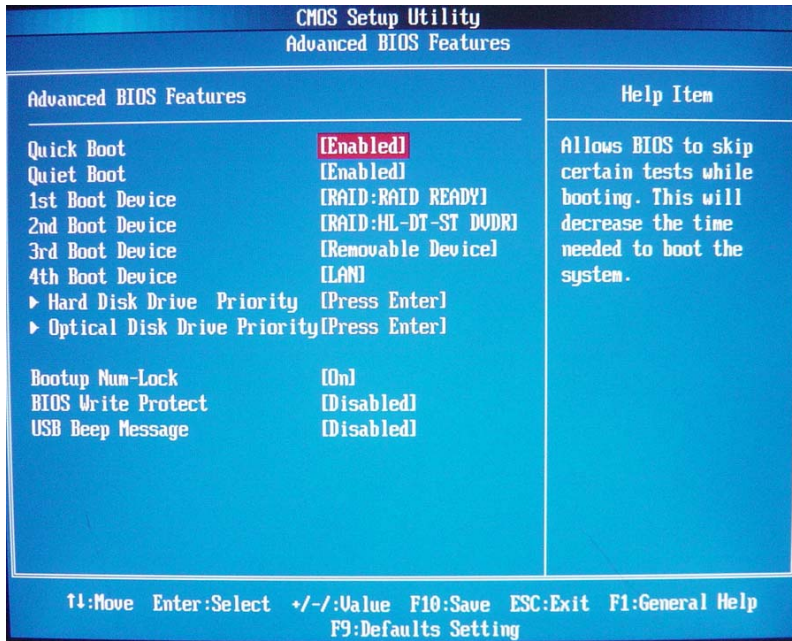 CMOS Setup Utility
Advanced BIOS Features
Advanced BIOS Features
Help Item
Quick Boot [Enabled]
Quiet Boot [Enabled]
1st Boot Device [RAID:RAID READY]
2nd Boot Device [RAID:HL-DT-ST DVDR]
3rd Boot Device [Removable Device]
4th Boot Device [LAN]
▶ Hard Disk Drive Priority [Press Enter]
▶ Optical Disk Drive Priority[Press Enter]
Bootup Num-Lock [On]
BIOS Write Protect [Disabled]
USB Beep Message [Disabled]
Allows BIOS to skip
certain tests while
booting. This will
decrease the time
needed to boot the
system.
↑↓:Move Enter:Select +/-/:Value F10:Save ESC:Exit F1:General Help
F9:Defaults Setting